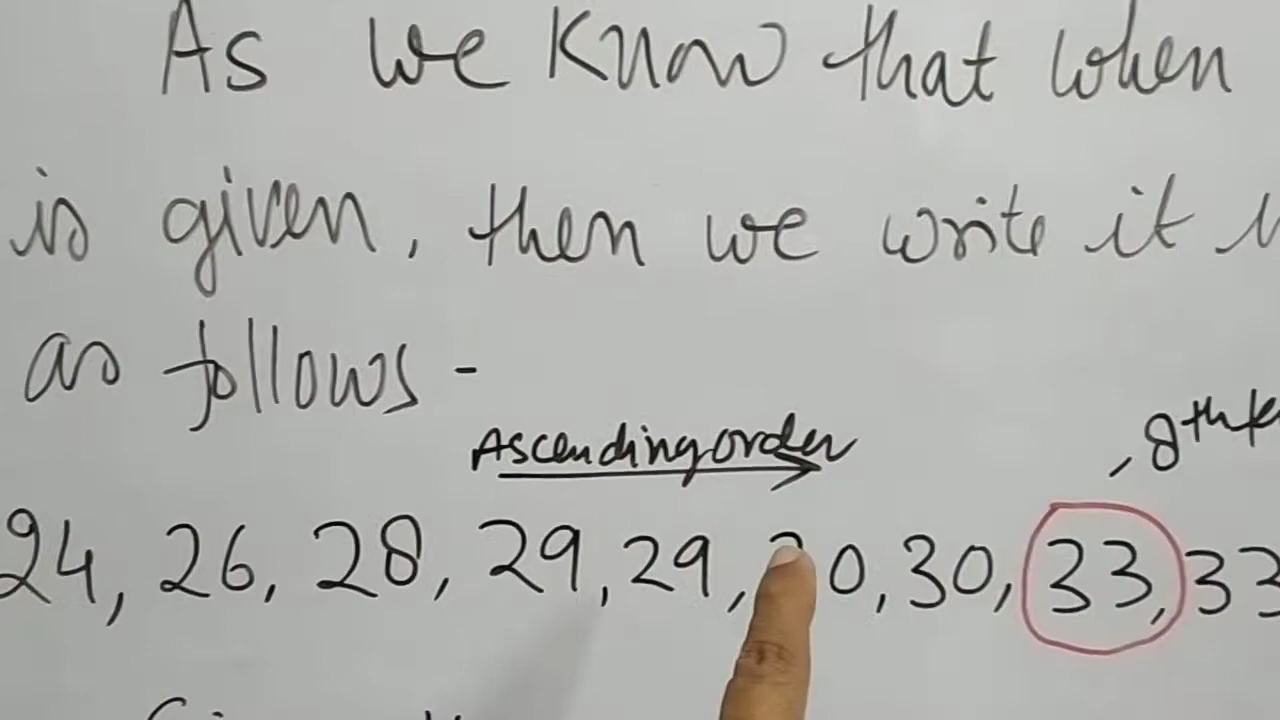 As we know that when
is given, then we write it
as follows -
Ascending order
, 8th
24, 26, 28, 29, 29, 30, 30, 33, 33